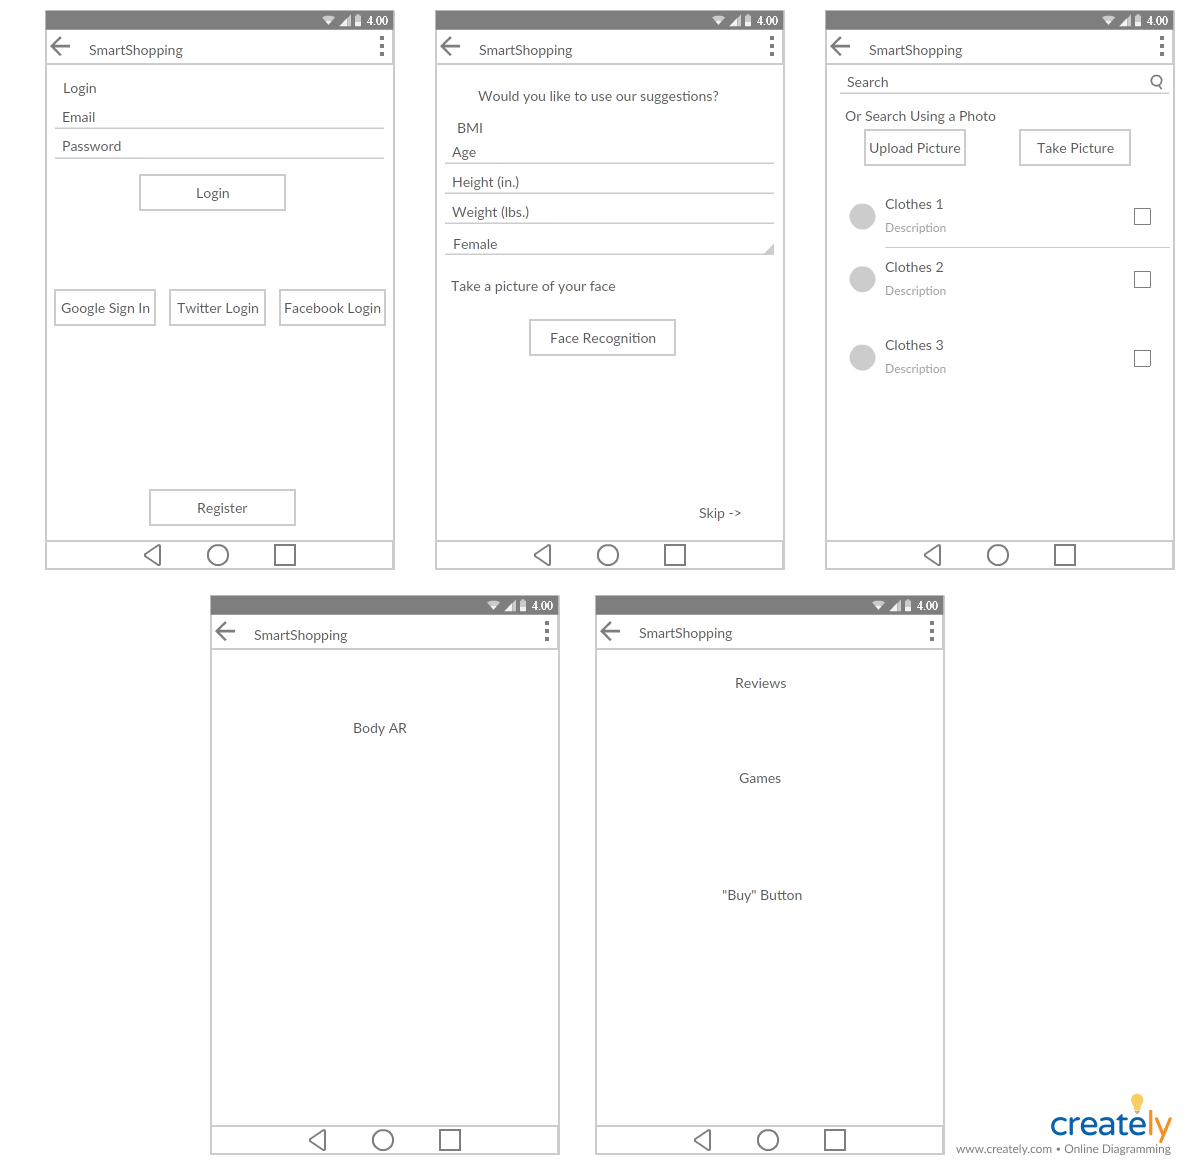 4.00
SmartShopping
Login
Email
Password
Login
Google Sign In
Twitter Login
Facebook Login
Register
4.00
SmartShopping
Would you like to use our suggestions?
BMI
Age
Height (in.)
Weight (lbs.)
Female
Take a picture of your face
Face Recognition
Skip ->
4.00
SmartShopping
Search
Or Search Using a Photo
Upload Picture
Take Picture
Clothes 1
Description
Clothes 2
Description
Clothes 3
Description
4.00
SmartShopping
Body AR
4.00
SmartShopping
Reviews
Games
"Buy" Button
creately
www.creately.com • Online Diagramming